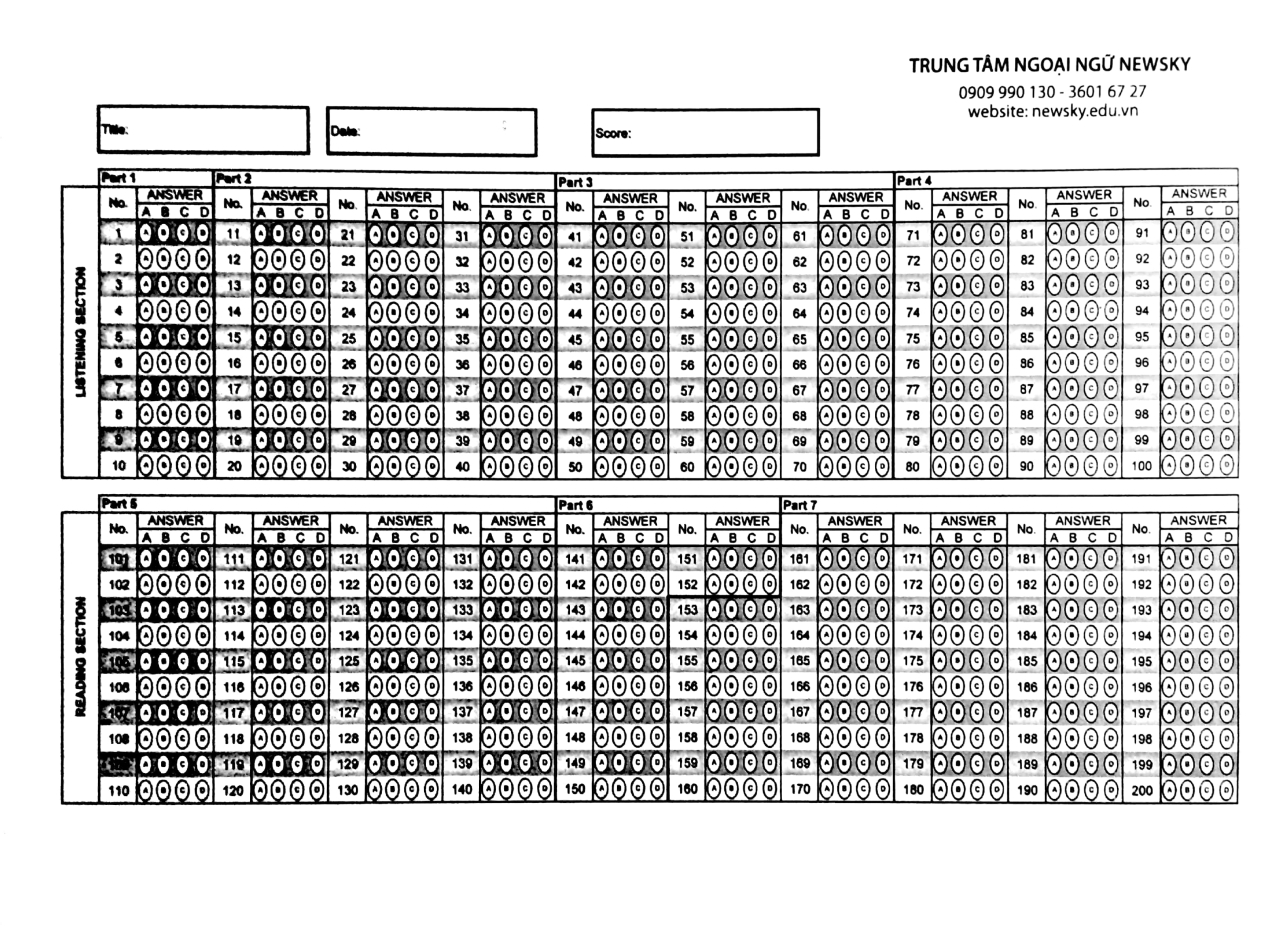 TRUNG TÂM NGOẠI NGỮ NEWSKY
0909 990 130 - 3601 67 27
website: newsky.edu.vn
Title: Date: Score:
LISTENING SECTION
Part 1 Part 2 Part 3 Part 4
No. ANSWER No. ANSWER No. ANSWER No. ANSWER No. ANSWER No. ANSWER No. ANSWER No. ANSWER No. ANSWER No. ANSWER
A B C D A B C D A B C D A B C D A B C D A B C D A B C D A B C D A B C D A B C D
1 A B C D 11 A B C D 21 A B C D 31 A B C D 41 A B C D 51 A B C D 61 A B C D 71 A B C D 81 A B C D 91 A B C D
2 A B C D 12 A B C D 22 A B C D 32 A B C D 42 A B C D 52 A B C D 62 A B C D 72 A B C D 82 A B C D 92 A B C D
3 A B C D 13 A B C D 23 A B C D 33 A B C D 43 A B C D 53 A B C D 63 A B C D 73 A B C D 83 A B C D 93 A B C D
4 A B C D 14 A B C D 24 A B C D 34 A B C D 44 A B C D 54 A B C D 64 A B C D 74 A B C D 84 A B C D 94 A B C D
5 A B C D 15 A B C D 25 A B C D 35 A B C D 45 A B C D 55 A B C D 65 A B C D 75 A B C D 85 A B C D 95 A B C D
6 A B C D 16 A B C D 26 A B C D 36 A B C D 46 A B C D 56 A B C D 66 A B C D 76 A B C D 86 A B C D 96 A B C D
7 A B C D 17 A B C D 27 A B C D 37 A B C D 47 A B C D 57 A B C D 67 A B C D 77 A B C D 87 A B C D 97 A B C D
8 A B C D 18 A B C D 28 A B C D 38 A B C D 48 A B C D 58 A B C D 68 A B C D 78 A B C D 88 A B C D 98 A B C D
9 A B C D 19 A B C D 29 A B C D 39 A B C D 49 A B C D 59 A B C D 69 A B C D 79 A B C D 89 A B C D 99 A B C D
10 A B C D 20 A B C D 30 A B C D 40 A B C D 50 A B C D 60 A B C D 70 A B C D 80 A B C D 90 A B C D 100 A B C D
READING SECTION
Part 5 Part 6 Part 7
No. ANSWER No. ANSWER No. ANSWER No. ANSWER No. ANSWER No. ANSWER No. ANSWER No. ANSWER No. ANSWER No. ANSWER
A B C D A B C D A B C D A B C D A B C D A B C D A B C D A B C D A B C D A B C D
101 A B C D 111 A B C D 121 A B C D 131 A B C D 141 A B C D 151 A B C D 161 A B C D 171 A B C D 181 A B C D 191 A B C D
102 A B C D 112 A B C D 122 A B C D 132 A B C D 142 A B C D 152 A B C D 162 A B C D 172 A B C D 182 A B C D 192 A B C D
103 A B C D 113 A B C D 123 A B C D 133 A B C D 143 A B C D 153 A B C D 163 A B C D 173 A B C D 183 A B C D 193 A B C D
104 A B C D 114 A B C D 124 A B C D 134 A B C D 144 A B C D 154 A B C D 164 A B C D 174 A B C D 184 A B C D 194 A B C D
105 A B C D 115 A B C D 125 A B C D 135 A B C D 145 A B C D 155 A B C D 165 A B C D 175 A B C D 185 A B C D 195 A B C D
106 A B C D 116 A B C D 126 A B C D 136 A B C D 146 A B C D 156 A B C D 166 A B C D 176 A B C D 186 A B C D 196 A B C D
107 A B C D 117 A B C D 127 A B C D 137 A B C D 147 A B C D 157 A B C D 167 A B C D 177 A B C D 187 A B C D 197 A B C D
108 A B C D 118 A B C D 128 A B C D 138 A B C D 148 A B C D 158 A B C D 168 A B C D 178 A B C D 188 A B C D 198 A B C D
109 A B C D 119 A B C D 129 A B C D 139 A B C D 149 A B C D 159 A B C D 169 A B C D 179 A B C D 189 A B C D 199 A B C D
110 A B C D 120 A B C D 130 A B C D 140 A B C D 150 A B C D 160 A B C D 170 A B C D 180 A B C D 190 A B C D 200 A B C D